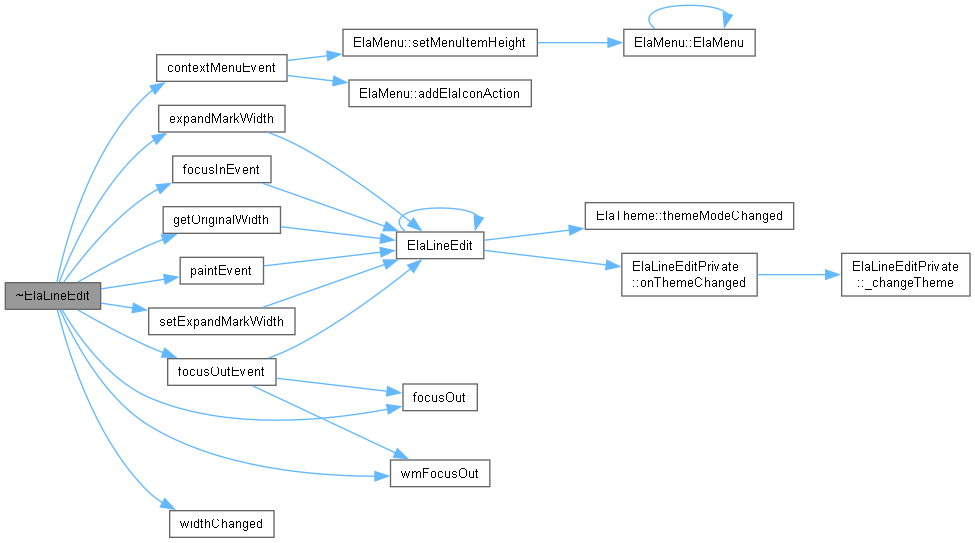 ~ElaLineEdit
contextMenuEvent
expandMarkWidth
focusInEvent
getOriginalWidth
paintEvent
setExpandMarkWidth
focusOutEvent
widthChanged
ElaMenu::setMenuItemHeight
ElaMenu::addElaIconAction
ElaMenu::ElaMenu
ElaLineEdit
focusOut
wmFocusOut
ElaTheme::themeModeChanged
ElaLineEditPrivate
::onThemeChanged
ElaLineEditPrivate
::_changeTheme